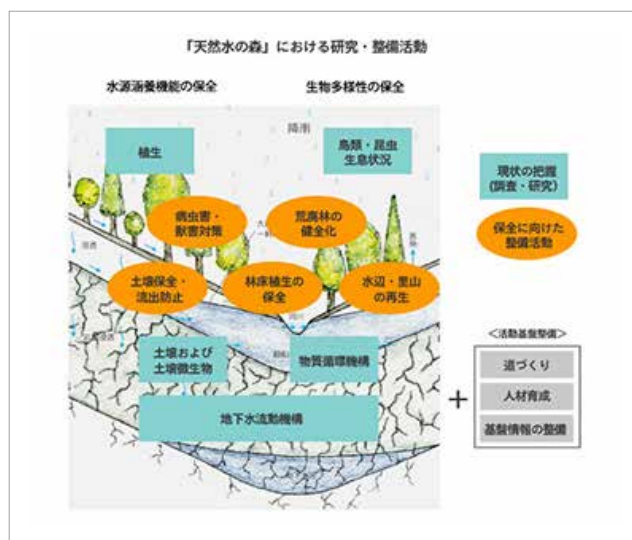 「天然水の森」における研究・整備活動
水源涵養機能の保全
生物多様性の保全
降雨
植生
鳥類・昆虫
生息状況
現状の把握
(調査・研究)
病虫害・
獣害対策
荒廃林の
健全化
保全に向けた
整備活動
浸透
土壌保全・
流出防止
林床植生の
保全
水辺・里山
の再生
＜活動基盤整備＞
土壌および
土壌微生物
物質循環機構
道づくり
+
人材育成
地下水流動機構
基盤情報の整備